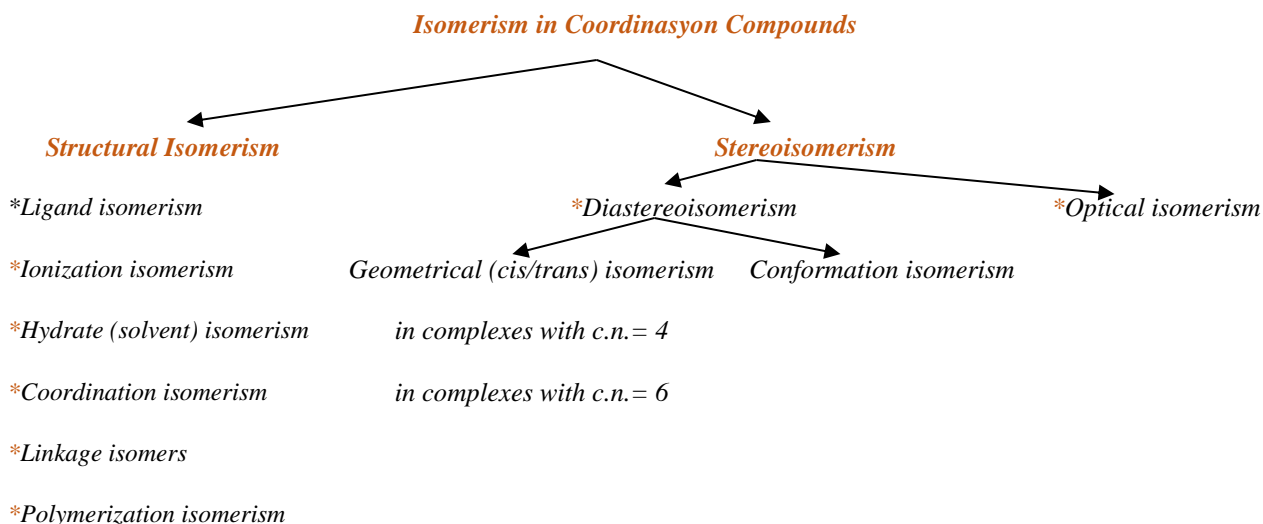 Isomerism in Coordinasyon Compounds
Structural Isomerism
Stereoisomerism
*Ligand isomerism
*Diastereoisomerism
*Optical isomerism
*Ionization isomerism
Geometrical (cis/trans) isomerism
Conformation isomerism
*Hydrate (solvent) isomerism
in complexes with c.n.= 4
*Coordination isomerism
in complexes with c.n.= 6
*Linkage isomers
*Polymerization isomerism